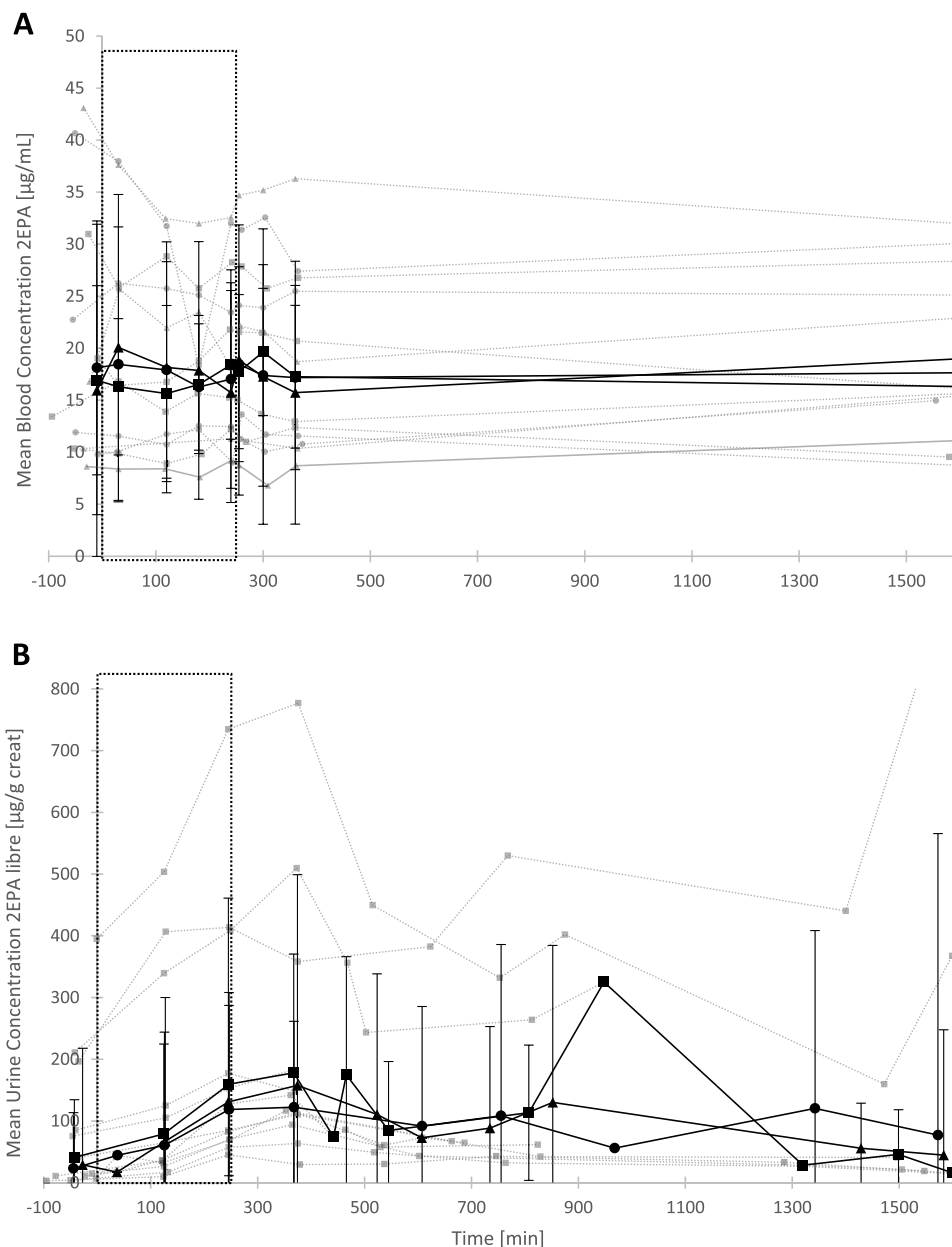 A
Mean Blood Concentration 2EPA [µg/mL]
50
45
40
35
30
25
20
15
10
5
0
-100 100 300 500 700 900 1100 1300 1500
B
Mean Urine Concentration 2EPA libre [µg/g creat]
800
700
600
500
400
300
200
100
0
-100 100 300 500 700 900 1100 1300 1500
Time [min]